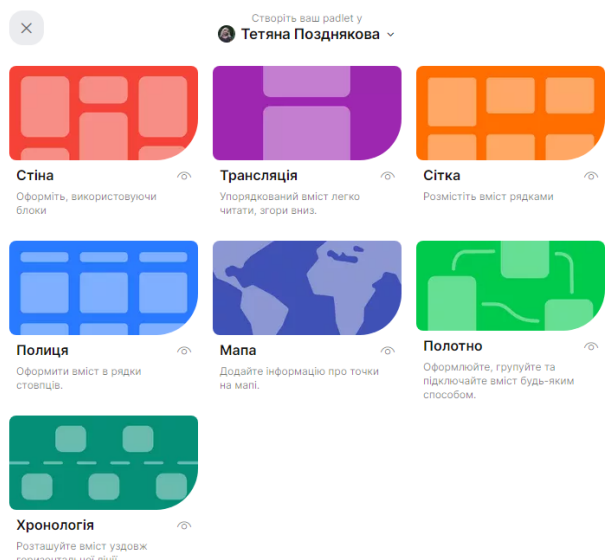 Створіть ваш padlet у
Тетяна Позднякова
Стіна
Оформіть, використовуючи
блоки
Трансляція
Упорядкований вміст легко
читати, згори вниз.
Сітка
Розмістіть вміст рядками
Полиця
Оформити вміст в рядки
стовпців.
Мапа
Додайте інформацію про точки
на мапі.
Полотно
Оформлюйте, групуйте та
підключайте вміст будь-яким
способом.
Хронологія
Розташуйте вміст уздовж
горизонтальної лінії